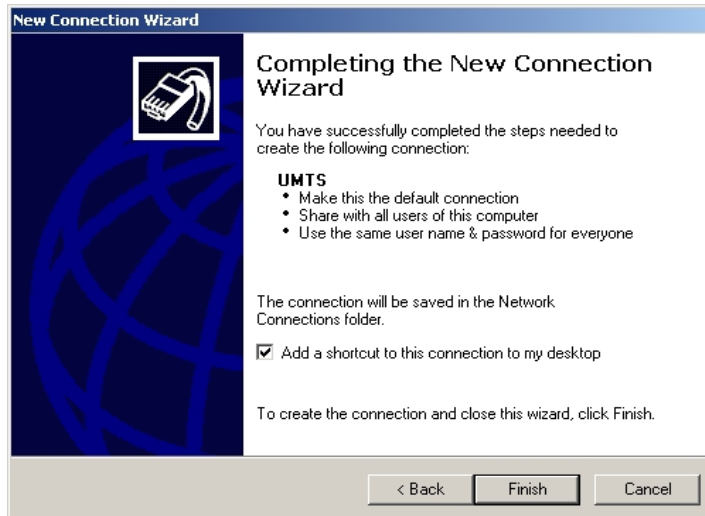 New Connection Wizard
Completing the New Connection
Wizard
You have successfully completed the steps needed to
create the following connection:
UMTS
• Make this the default connection
• Share with all users of this computer
• Use the same user name & password for everyone
The connection will be saved in the Network
Connections folder.
Add a shortcut to this connection to my desktop
To create the connection and close this wizard, click Finish.
< Back
Finish
Cancel